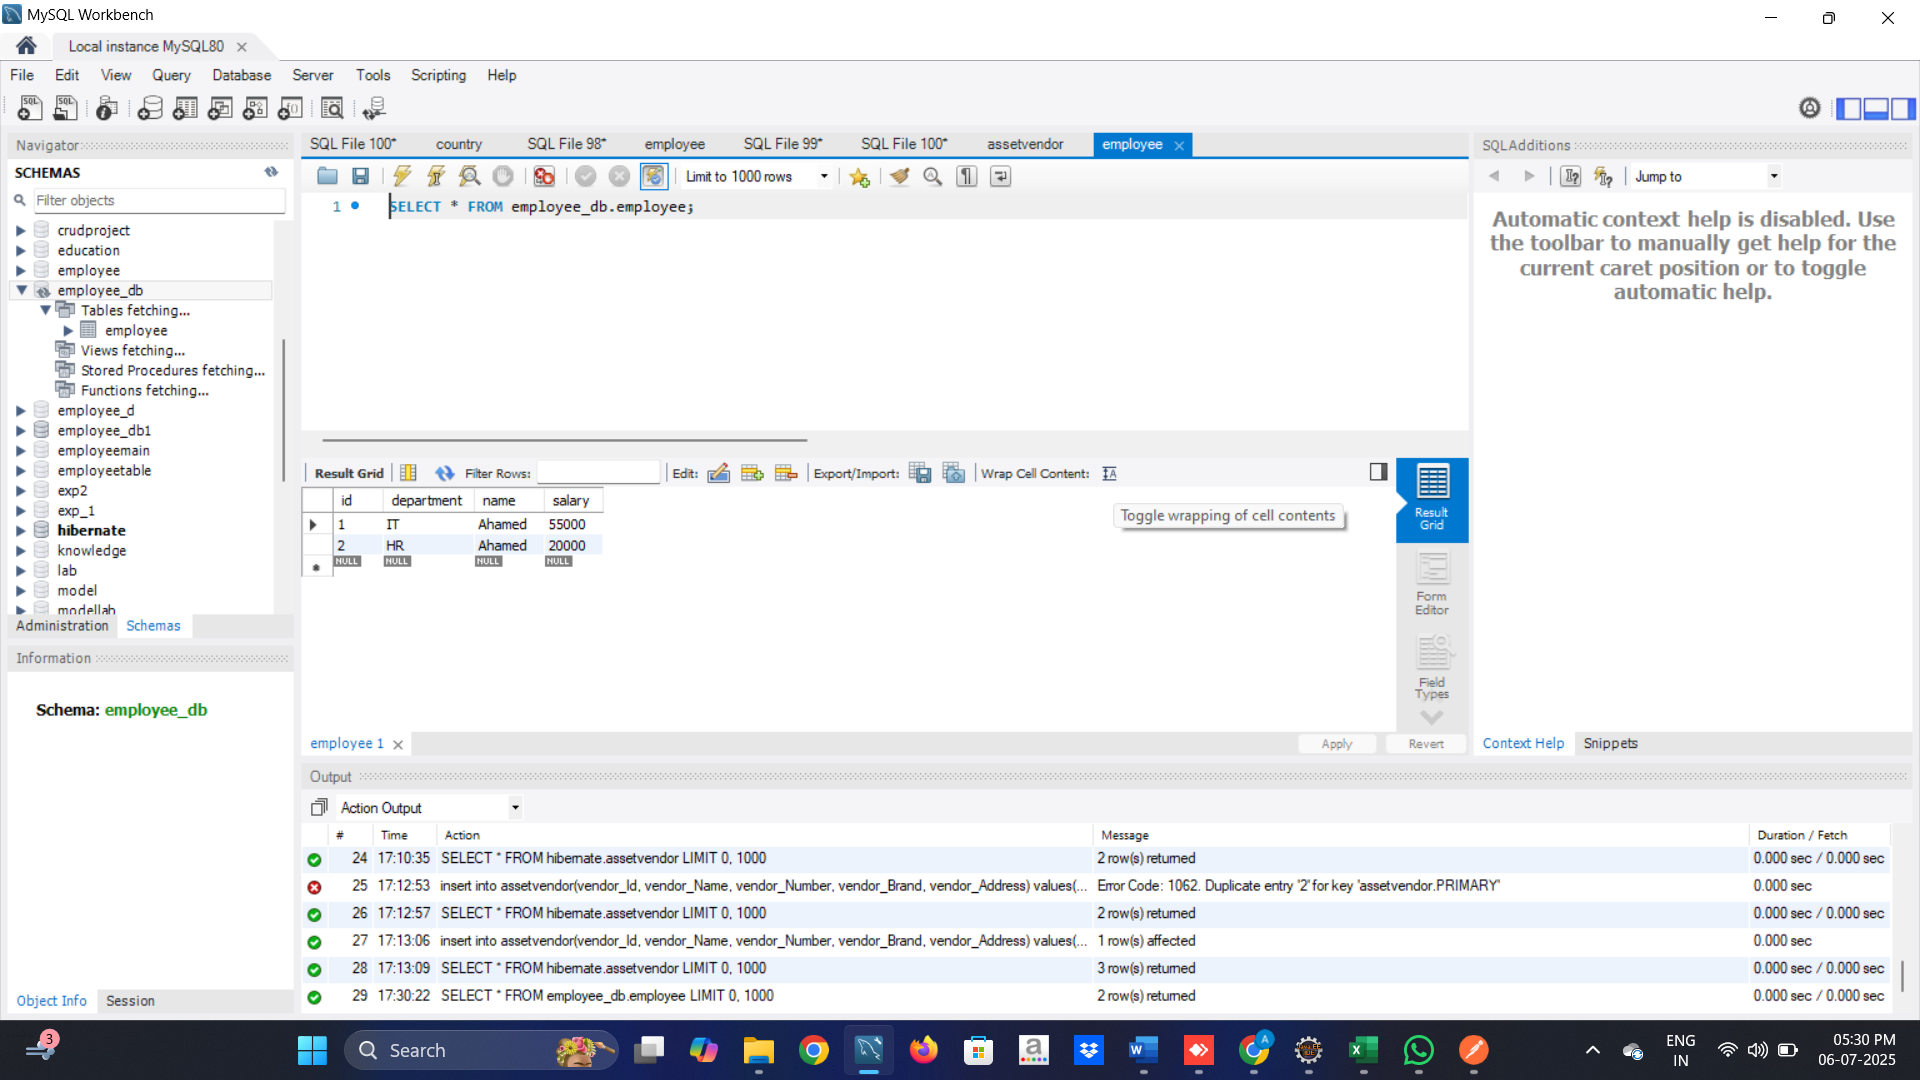 MySQL Workbench
Local instance MySQL80
File Edit View Query Database Server Tools Scripting Help
Navigator
SCHEMAS
Filter objects
crudproject
education
employee
employee_db
Tables fetching...
employee
Views fetching...
Stored Procedures fetching...
Functions fetching...
employee_d
employee_db1
employeemain
employeetable
exp2
exp_1
hibernate
knowledge
lab
model
modellab
Administration Schemas
Information
Schema: employee_db
Object Info Session
SQL File 100* country SQL File 98* employee SQL File 99* SQL File 100* assetvendor employee
Limit to 1000 rows
1 SELECT * FROM employee_db.employee;
Result Grid Filter Rows: Edit: Export/Import: Wrap Cell Content:
id department name salary
1 IT Ahamed 55000
2 HR Ahamed 20000
NULL NULL NULL NULL
Toggle wrapping of cell contents
Result
Grid
Form
Editor
Field
Types
employee 1 Apply Revert
SQLAdditions
Jump to
Automatic context help is disabled. Use
the toolbar to manually get help for the
current caret position or to toggle
automatic help.
Context Help Snippets
Output
Action Output
# Time Action Message Duration / Fetch
24 17:10:35 SELECT * FROM hibernate.assetvendor LIMIT 0, 1000 2 row(s) returned 0.000 sec / 0.000 sec
25 17:12:53 insert into assetvendor(vendor_Id, vendor_Name, vendor_Number, vendor_Brand, vendor_Address) values(... Error Code: 1062. Duplicate entry '2' for key 'assetvendor.PRIMARY' 0.000 sec
26 17:12:57 SELECT * FROM hibernate.assetvendor LIMIT 0, 1000 2 row(s) returned 0.000 sec / 0.000 sec
27 17:13:06 insert into assetvendor(vendor_Id, vendor_Name, vendor_Number, vendor_Brand, vendor_Address) values(... 1 row(s) affected 0.000 sec
28 17:13:09 SELECT * FROM hibernate.assetvendor LIMIT 0, 1000 3 row(s) returned 0.000 sec / 0.000 sec
29 17:30:22 SELECT * FROM employee_db.employee LIMIT 0, 1000 2 row(s) returned 0.000 sec / 0.000 sec
3
Search
ENG
IN
05:30 PM
06-07-2025